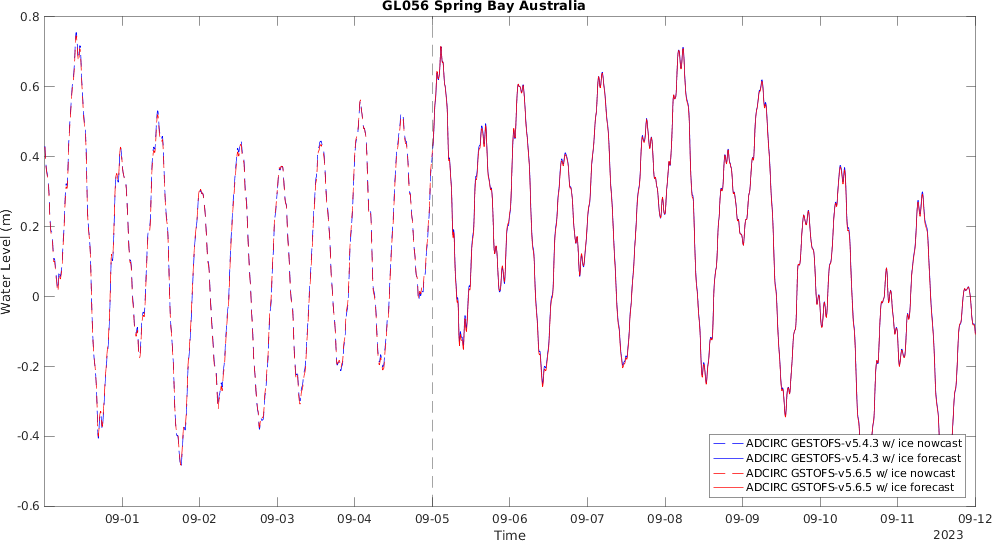 GL056 Spring Bay Australia
Water Level (m)
0.8
0.6
0.4
0.2
0
-0.2
-0.4
-0.6
ADCIRC GESTOFS-v5.4.3 w/ ice nowcast
ADCIRC GESTOFS-v5.4.3 w/ ice forecast
ADCIRC GSTOFS-v5.6.5 w/ ice nowcast
ADCIRC GSTOFS-v5.6.5 w/ ice forecast
09-01 09-02 09-03 09-04 09-05 09-06 09-07 09-08 09-09 09-10 09-11 09-12
Time
2023